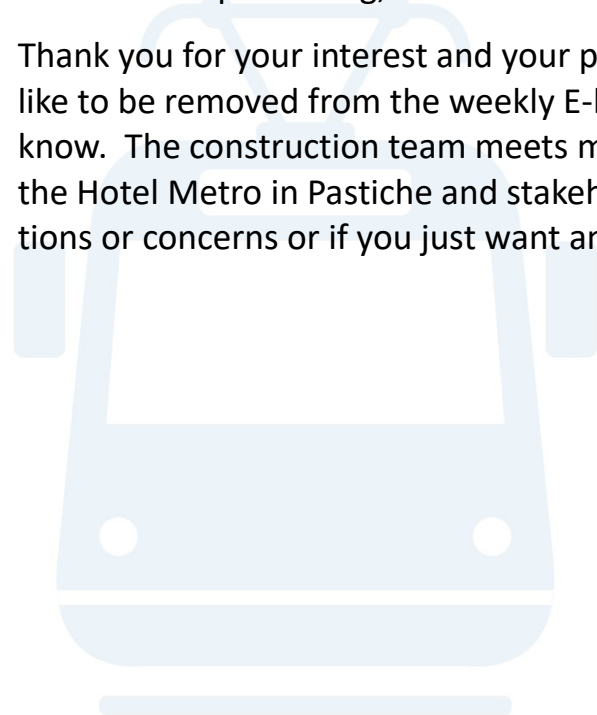 Thank you for your interest and your
like to be removed from the weekly
know.  The construction team meets
the Hotel Metro in Pastiche and
tions or concerns or if you just want